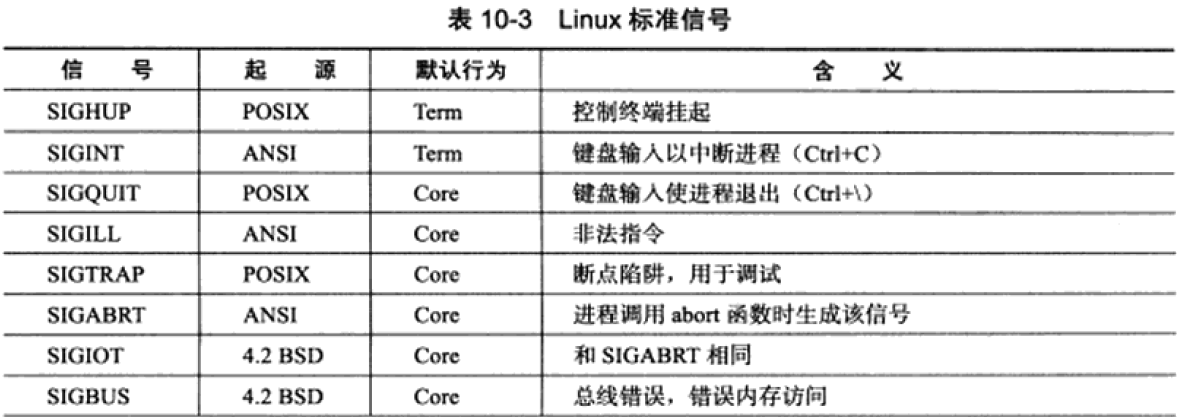 表 10-3 Linux 标准信号
信 号 起 源 默认行为 含 义
SIGHUP POSIX Term 控制终端挂起
SIGINT ANSI Term 键盘输入以中断进程（Ctrl+C）
SIGQUIT POSIX Core 键盘输入使进程退出（Ctrl+\）
SIGILL ANSI Core 非法指令
SIGTRAP POSIX Core 断点陷阱，用于调试
SIGABRT ANSI Core 进程调用 abort 函数时生成该信号
SIGIOT 4.2 BSD Core 和 SIGABRT 相同
SIGBUS 4.2 BSD Core 总线错误，错误内存访问